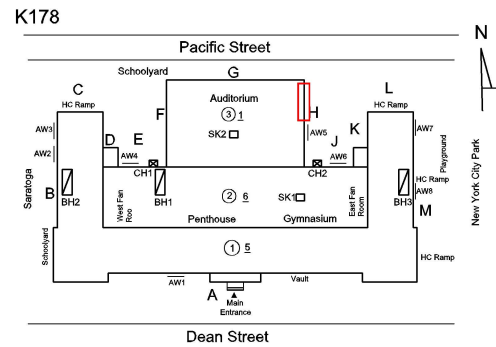 K178
N
Pacific Street
Schoolyard
G
C
L
HC Ramp
HC Ramp
Auditorium
F
3 1
H
AW3
AW5
AW7
SK2
D
E
J
K
AW2
AW4
AW6
Playground
CH1
CH2
HC Ramp
B
BH2
BH1
BH3
AW8
Saratoga
2 6
SK1
M
West Fan
Roo
East Fan
Room
Penthouse
Gymnasium
New York City Park
Schoolyard
1 5
HC Ramp
AW1
A
Vault
Main
Entrance
Dean Street